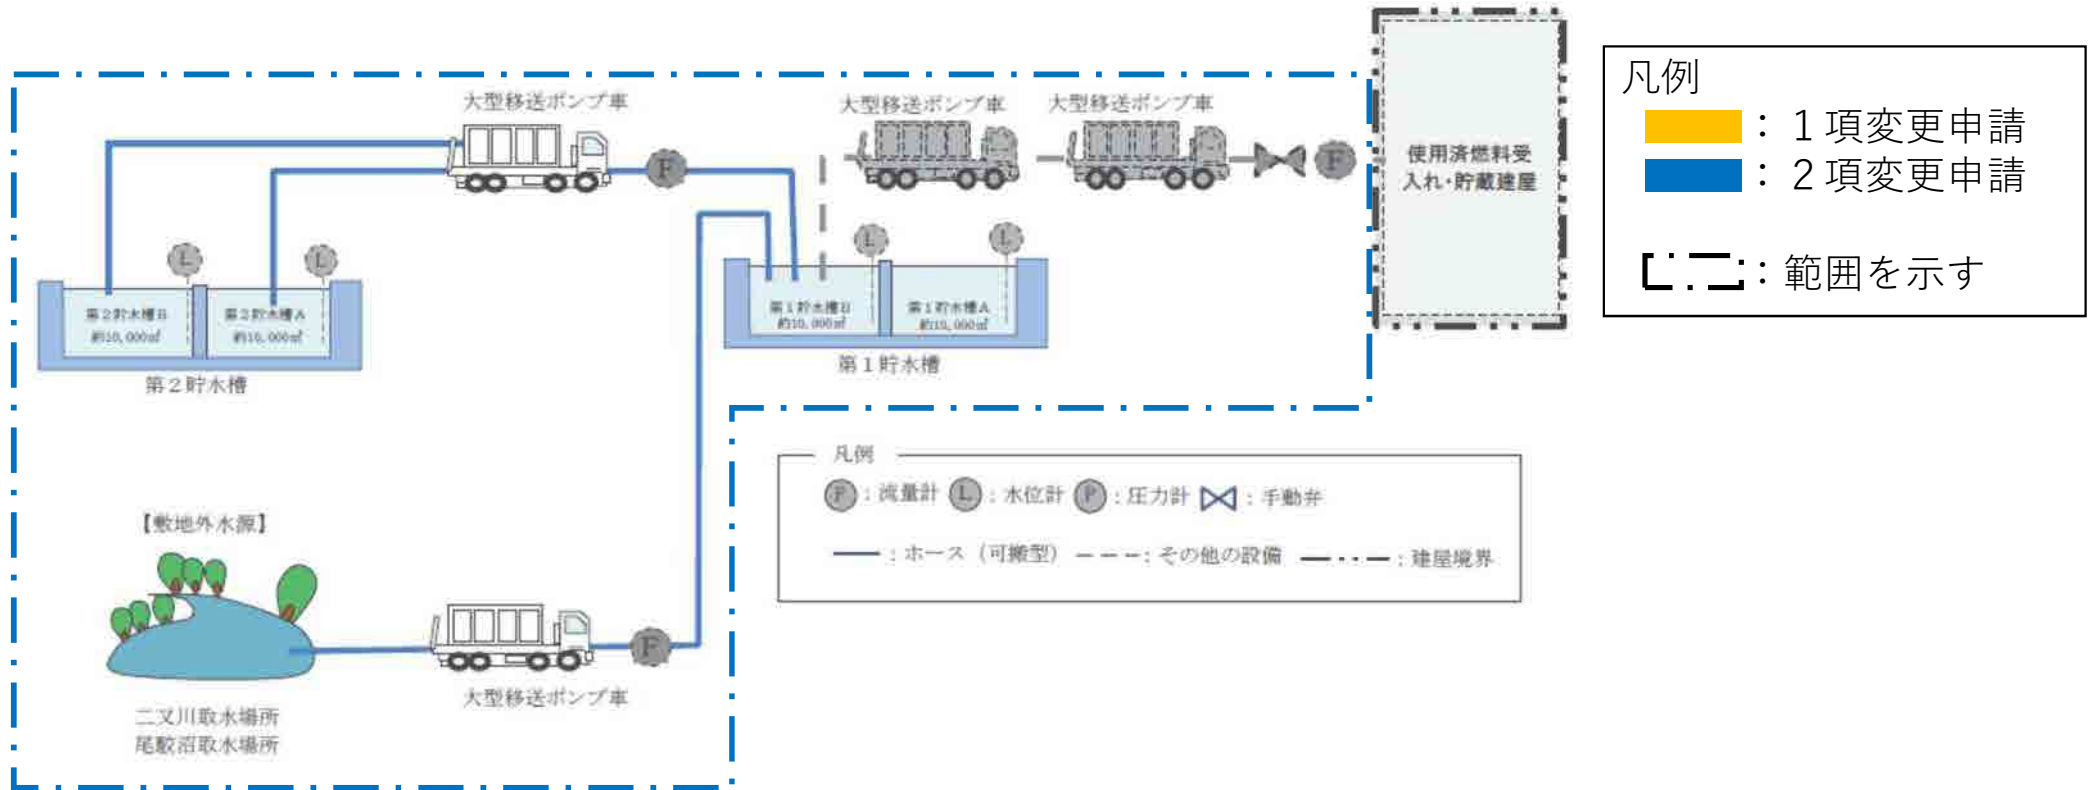 大型移送ポンプ車
大型移送ポンプ車
大型移送ポンプ車
F
F
使用済燃料受
入れ・貯蔵建屋
凡例
：１項変更申請
：２項変更申請
：範囲を示す
L
L
L
L
第２貯水槽B
約10,000㎥
第２貯水槽A
約10,000㎥
第２貯水槽
第１貯水槽B
約10,000㎥
第１貯水槽A
約10,000㎥
第１貯水槽
凡例
F：流量計 L：水位計 P：圧力計 ：手動弁
：ホース（可搬型） ：その他の設備 ：建屋境界
【敷地外水源】
F
大型移送ポンプ車
二又川取水場所
尾駮沼取水場所